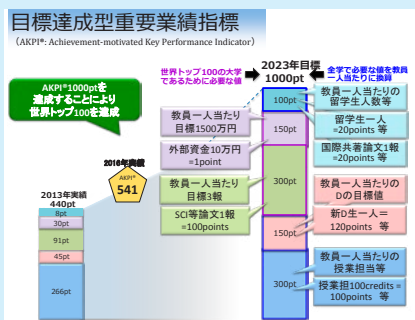 目標達成型重要業績指標
（AKPI®: Achievement-motivated Key Performance Indicator）
世界トップ100の大学
であるために必要な値
2023年目標
1000pt
全学で必要な値を教員
一人当たりに換算
AKPI®1000ptを
達成することにより
世界トップ100を達成
教員一人当たり
目標1500万円
外部資金10万円
=1point
教員一人当たり
目標3報
SCI等論文1報
=100points
100pt
150pt
300pt
150pt
300pt
教員一人当たりの
留学生人数等
留学生一人
=20points 等
国際共著論文1報
=20points 等
教員一人当たりの
Dの目標値
新D生一人＝
120points 等
教員一人当たりの
授業担当等
授業担100credits =
100points 等
2016年実績
AKPI®
541
2013年実績
440pt
8pt
30pt
91pt
45pt
266pt